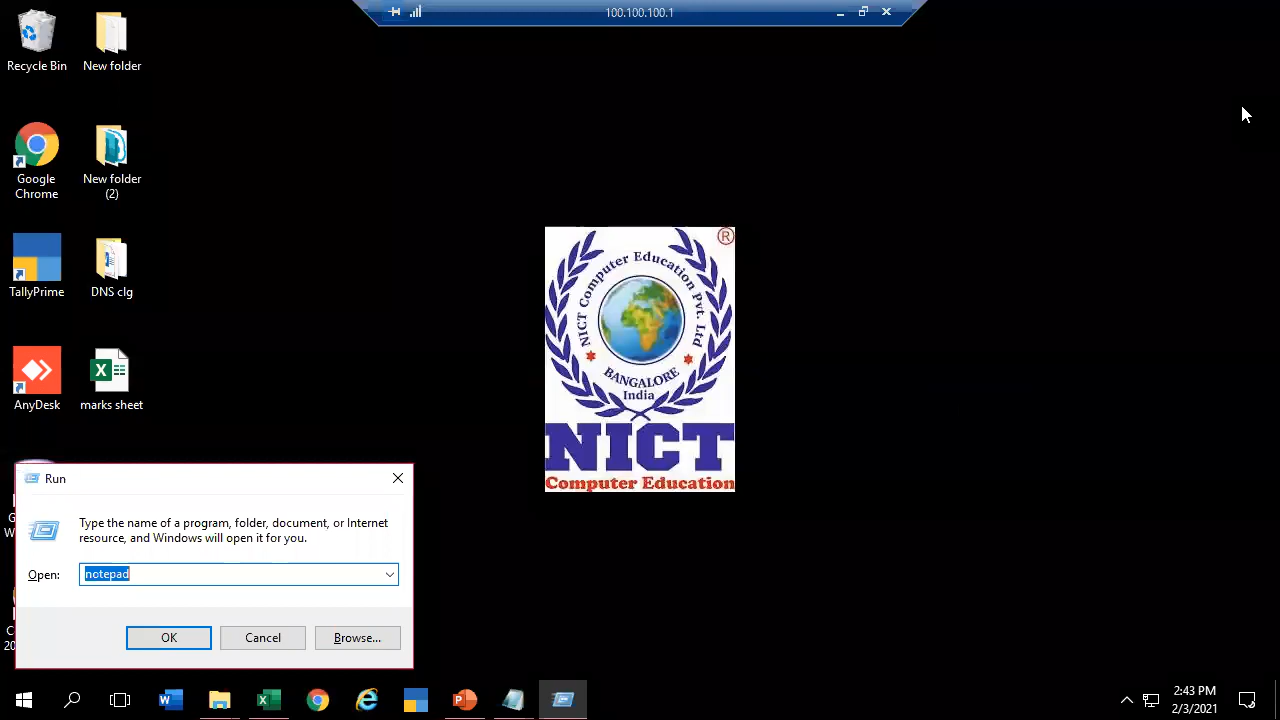 100.100.100.1
Recycle Bin
New folder
Google
Chrome
New folder
(2)
TallyPrime
DNS clg
AnyDesk
marks sheet
®
NICT Computer Education Pvt. Ltd
BANGALORE
India
NICT
Computer Education
Run
Type the name of a program, folder, document, or Internet
resource, and Windows will open it for you.
Open:
notepad
OK
Cancel
Browse...
2:43 PM
2/3/2021